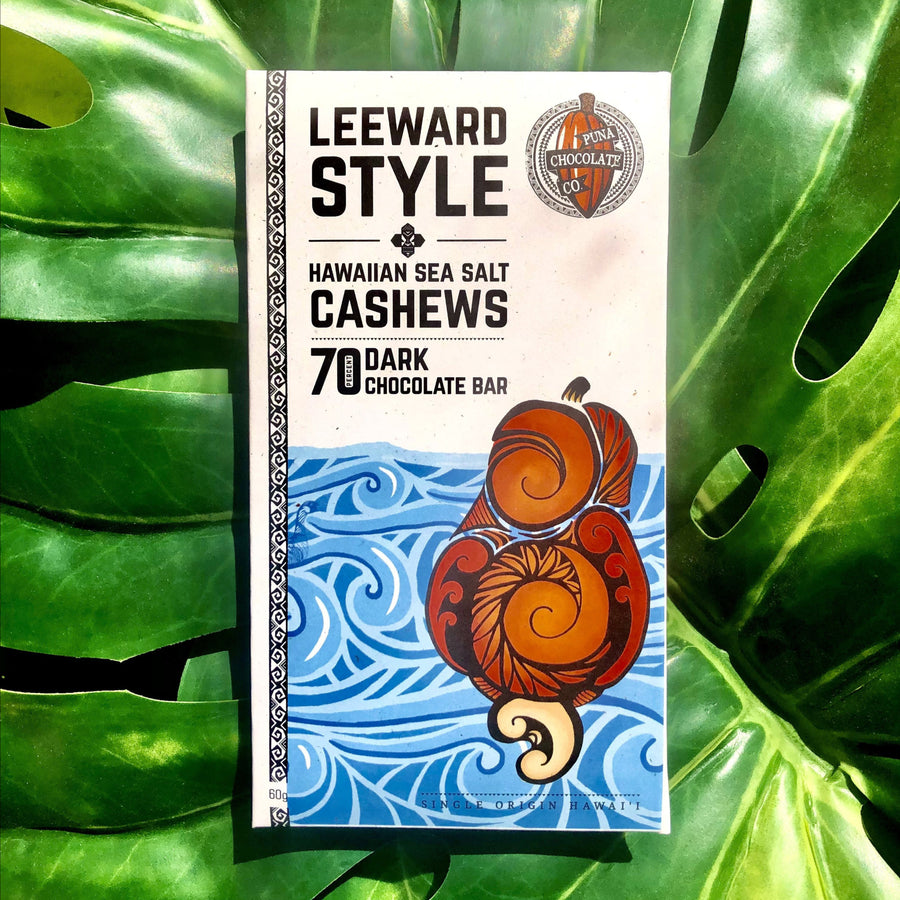 LEEWARD
STYLE
PUNA
CHOCOLATE
CO.
HAWAIIAN SEA SALT
CASHEWS
70 PERCENT DARK
CHOCOLATE BAR
60g
SINGLE ORIGIN HAWAI'I